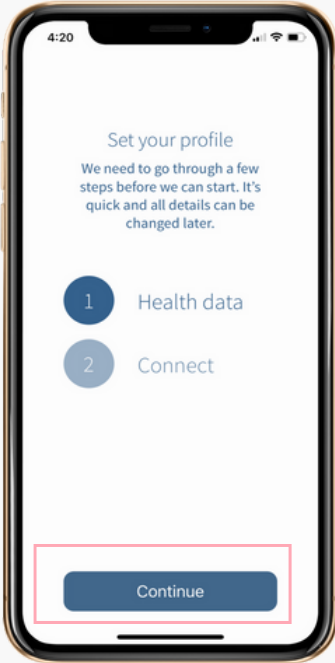 4:20
Set your profile
We need to go through a few
steps before we can start. It's
quick and all details can be
changed later.
1 Health data
2 Connect
Continue